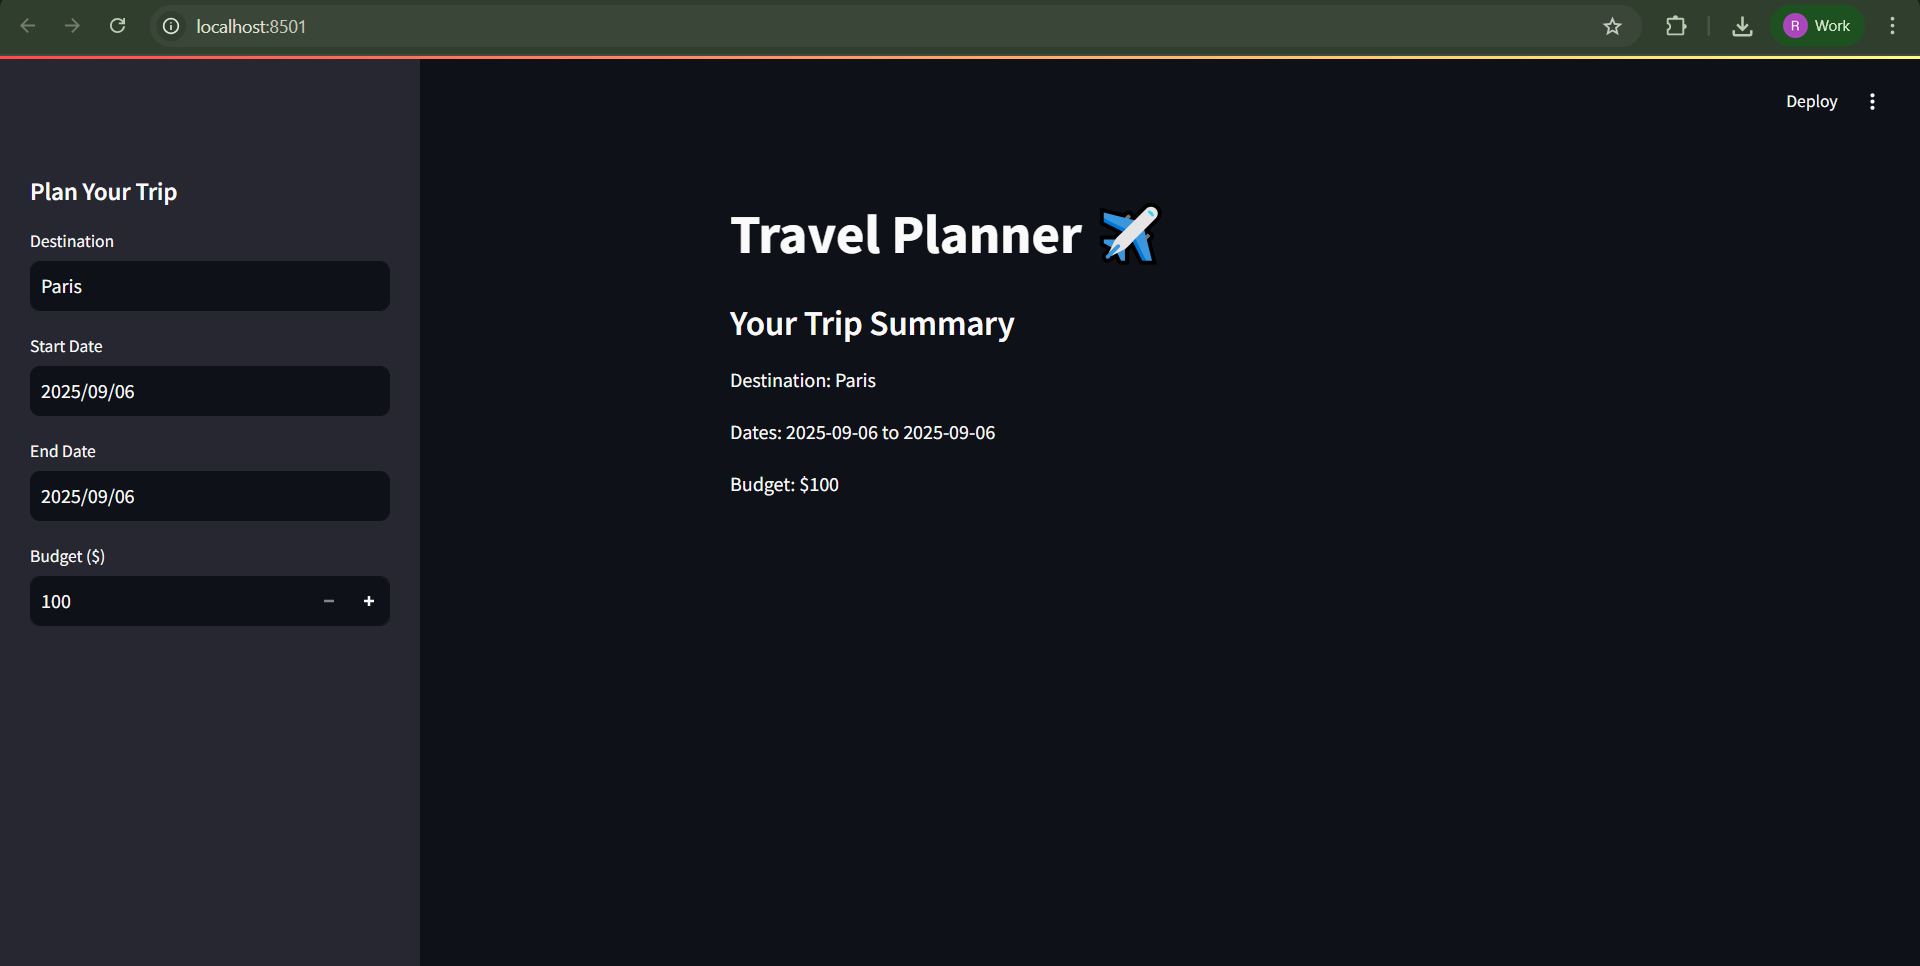 localhost:8501
R Work
Deploy
Plan Your Trip
Destination
Paris
Start Date
2025/09/06
End Date
2025/09/06
Budget ($)
100
Travel Planner ✈️
Your Trip Summary
Destination: Paris
Dates: 2025-09-06 to 2025-09-06
Budget: $100